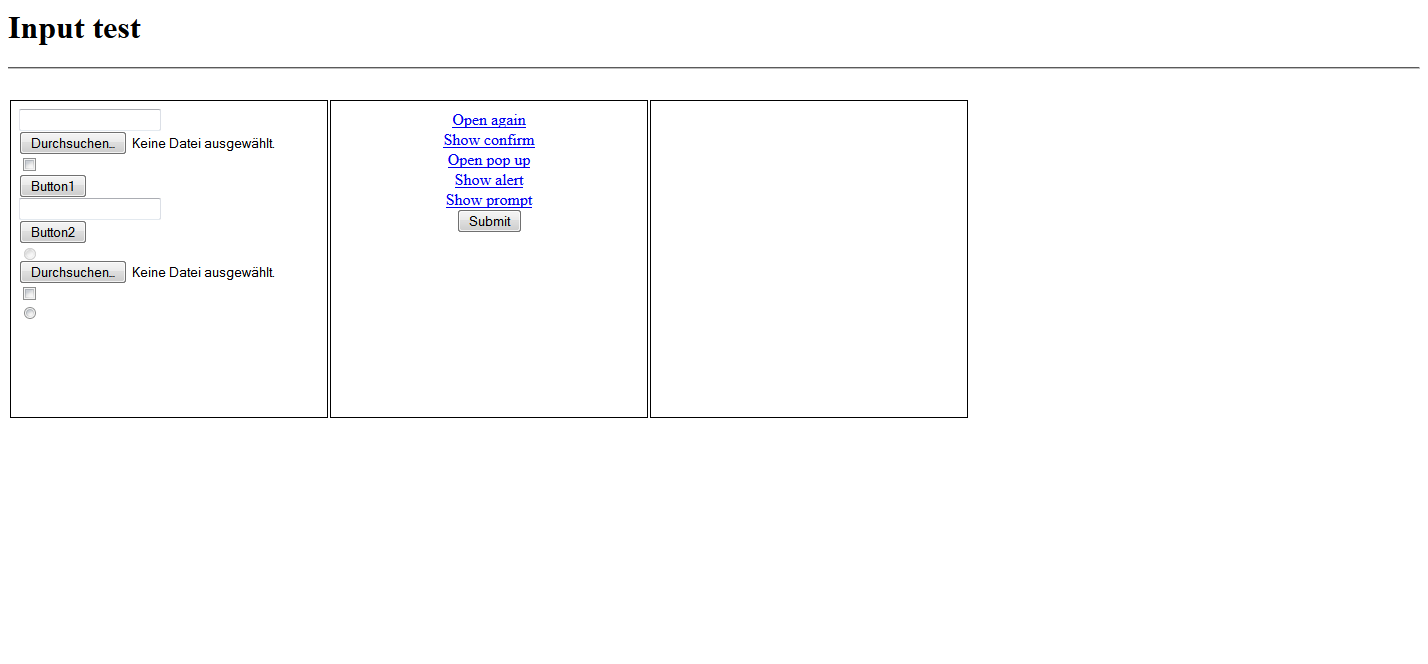 Input test
Durchsuchen... Keine Datei ausgewählt.
Button1
Button2
Durchsuchen... Keine Datei ausgewählt.
Open again
Show confirm
Open pop up
Show alert
Show prompt
Submit